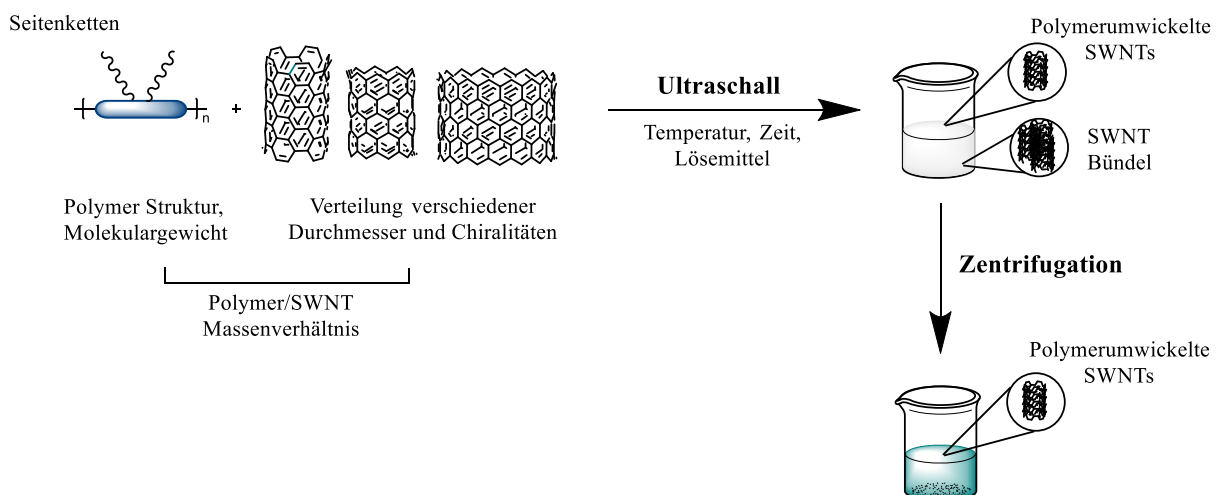 Seitenketten
n
+
Polymer Struktur,
Molekulargewicht
Verteilung verschiedener
Durchmesser und Chiralitäten
Polymer/SWNT
Massenverhältnis
Ultraschall
Temperatur, Zeit,
Lösemittel
Polymerumwickelte
SWNTs
SWNT
Bündel
Zentrifugation
Polymerumwickelte
SWNTs